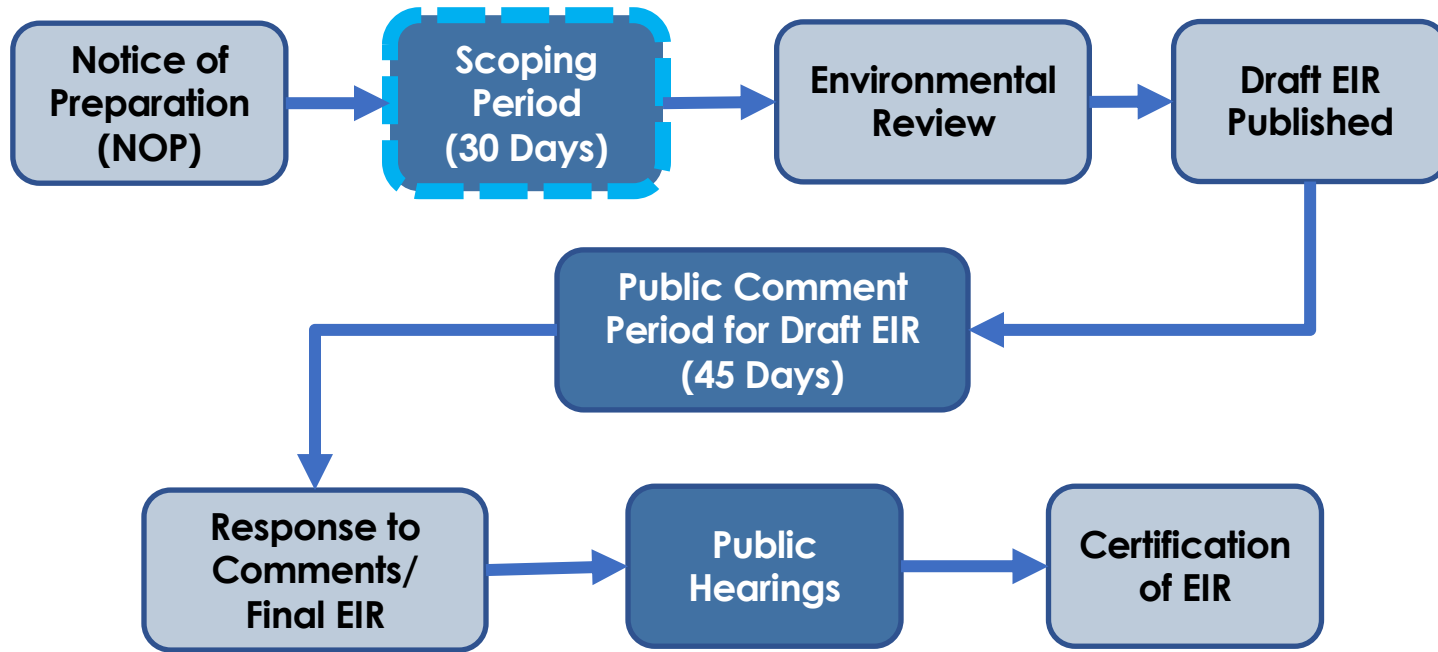 Notice of
Preparation
(NOP)
Scoping
Period
(30 Days)
Environmental
Review
Draft EIR
Published
Public Comment
Period for Draft EIR
(45 Days)
Response to
Comments/
Final EIR
Public
Hearings
Certification
of EIR